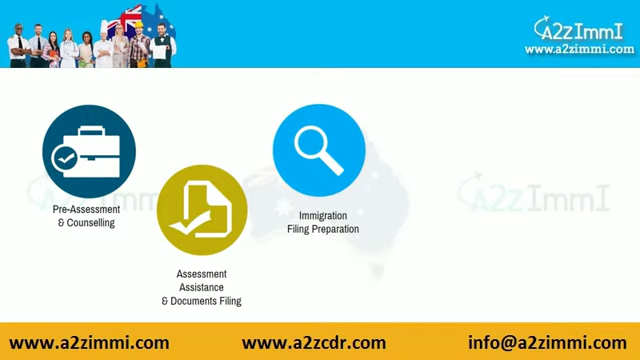 A2zImmI
www.a2zimmi.com
Pre-Assessment
& Counselling
Assessment
Assistance
& Documents Filing
Immigration
Filing Preparation
A2zImmI
www.a2zimmi.com
www.a2zcdr.com
info@a2zimmi.com